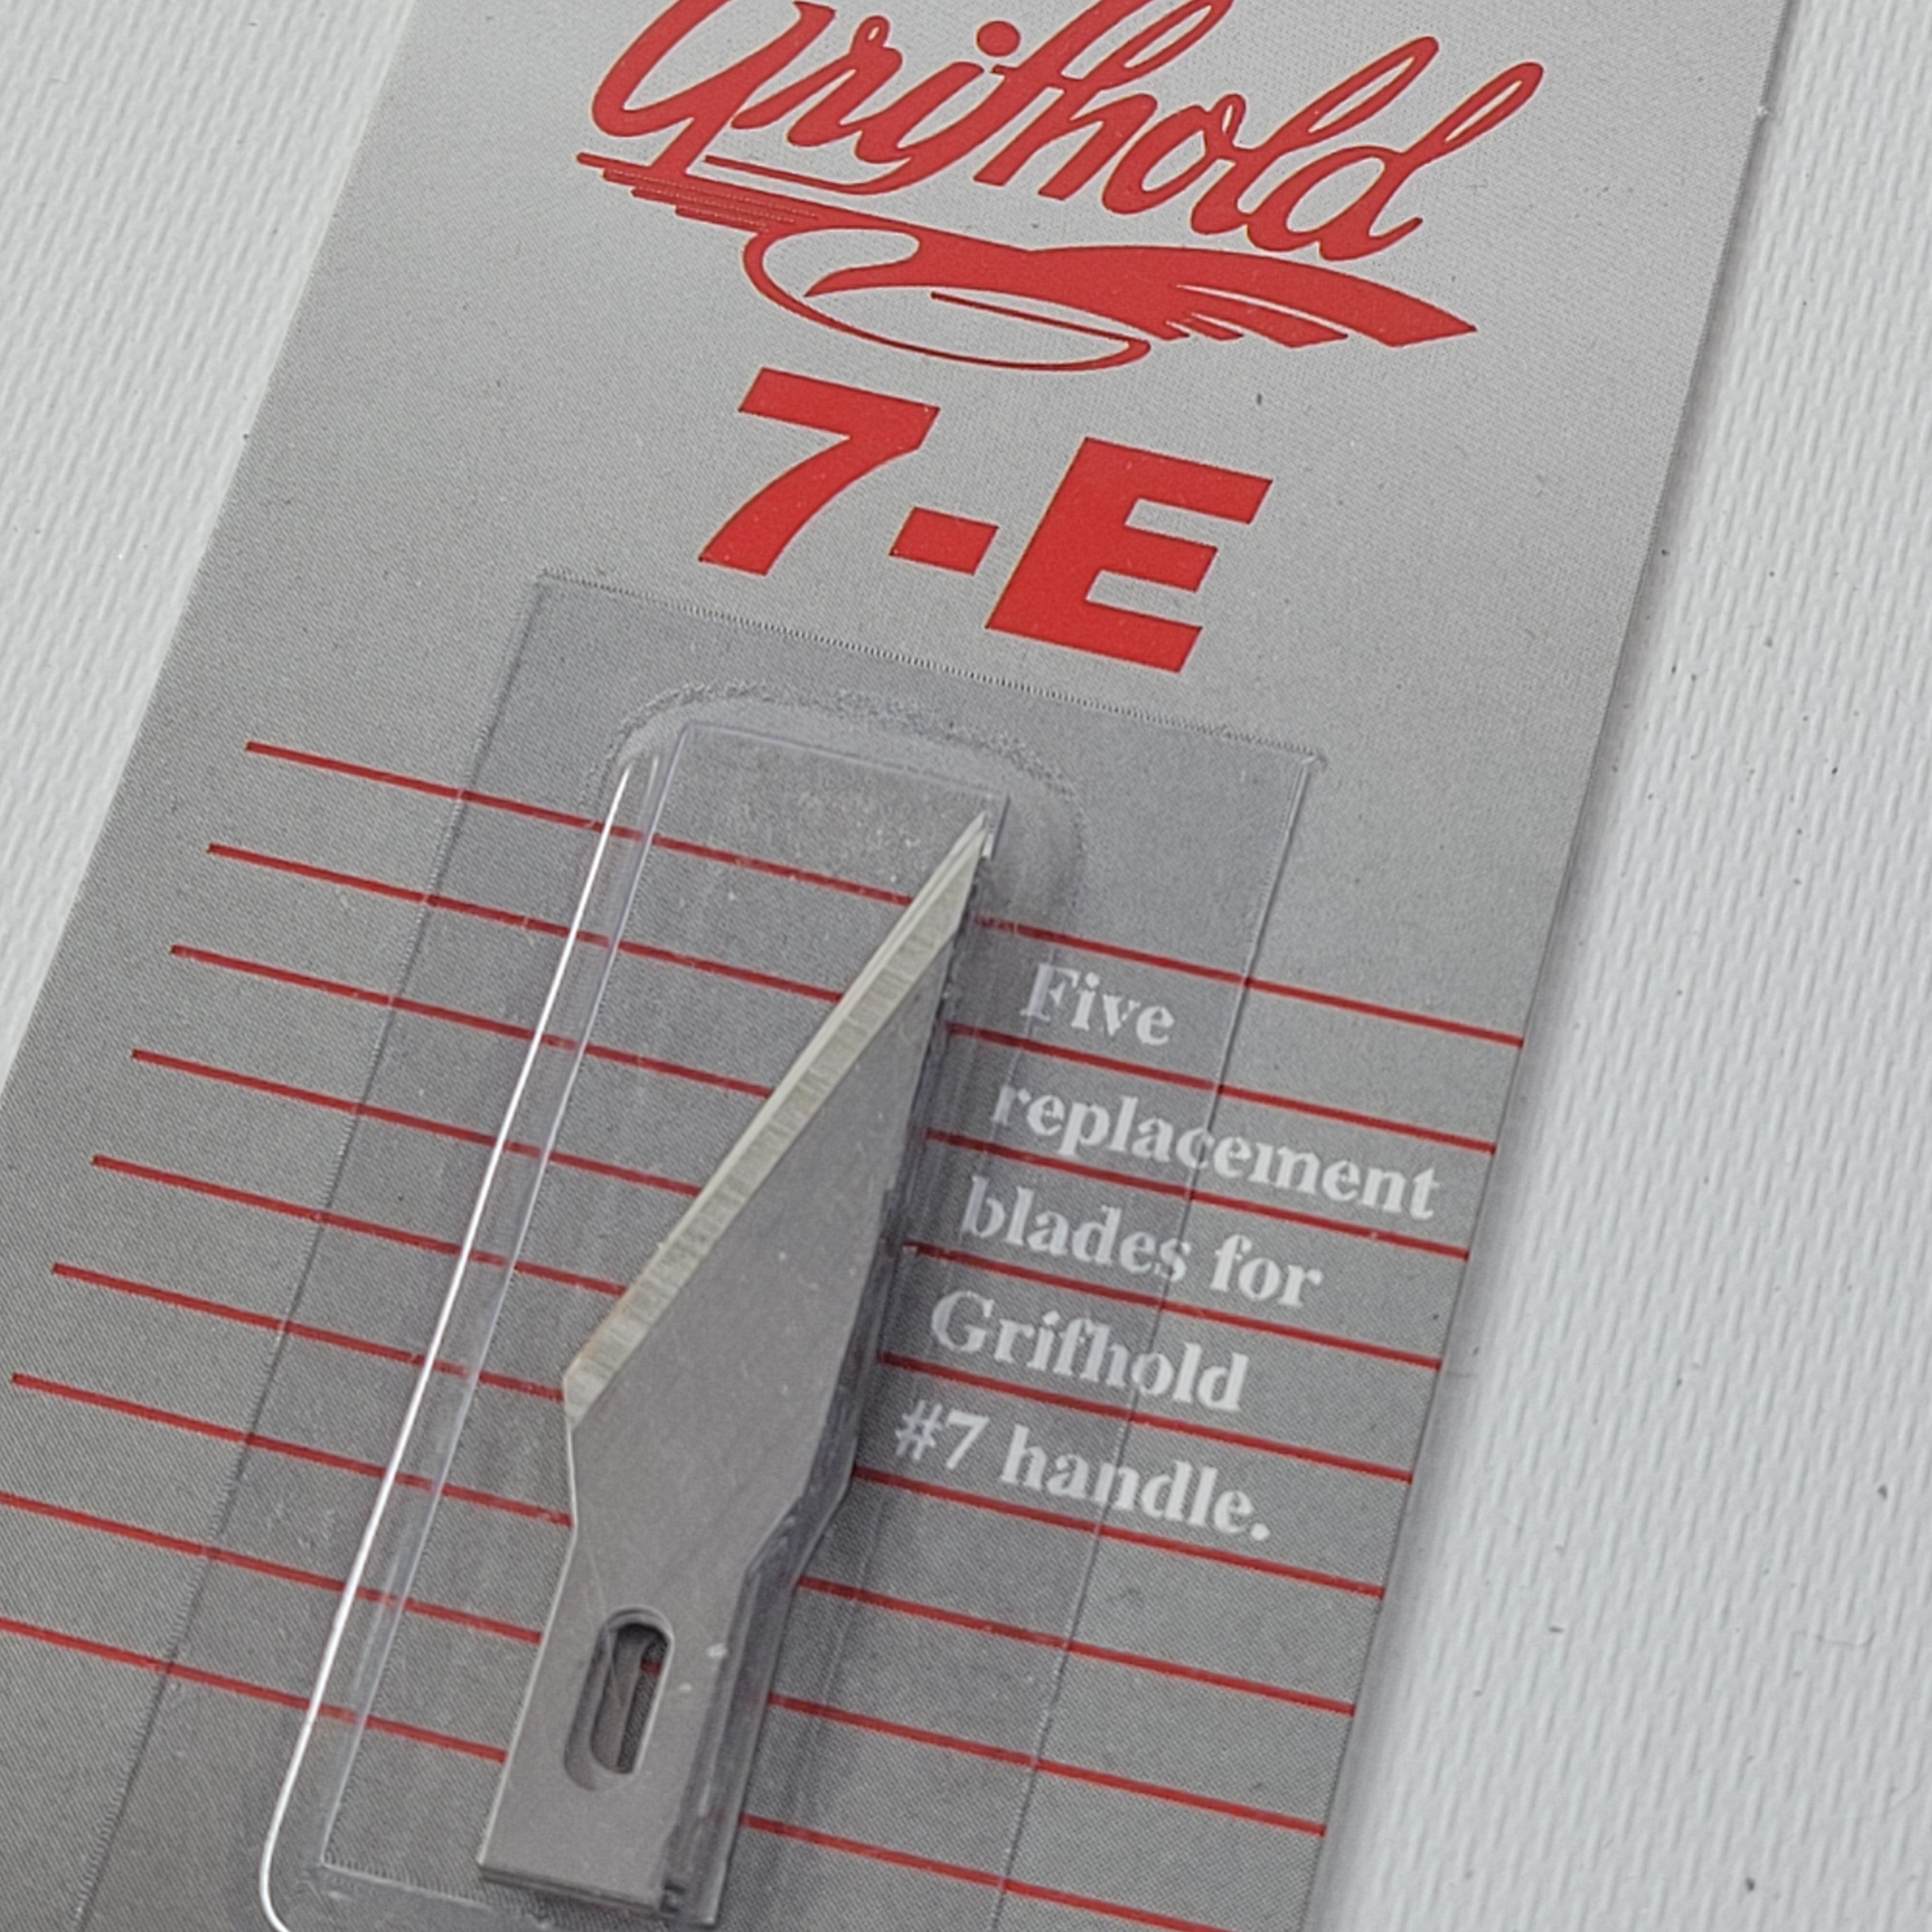 Grifhold
7-E
Five
replacement
blades for
Grifhold
#7 handle.